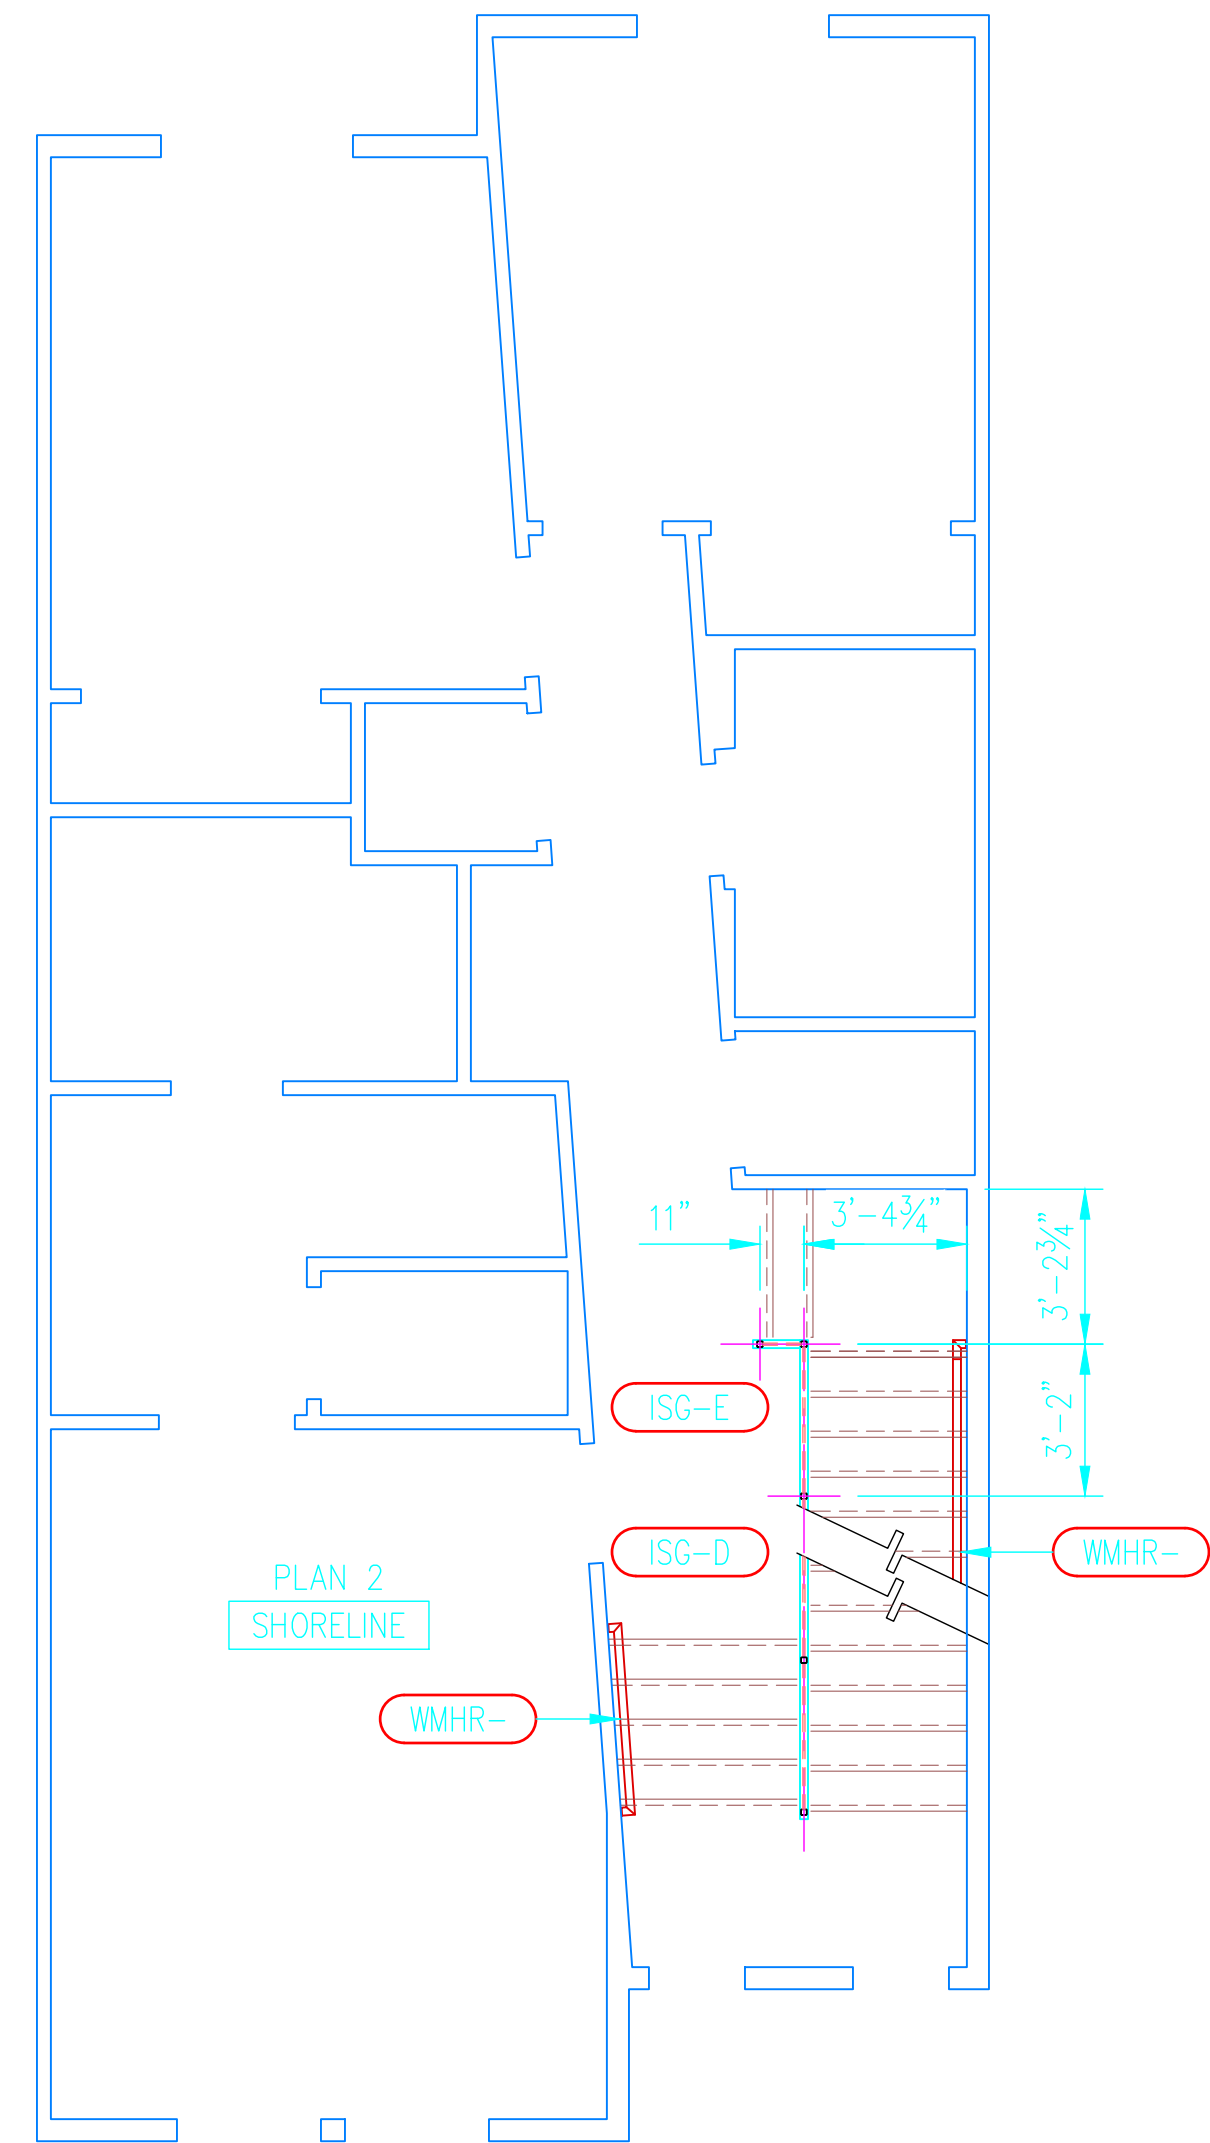 11”
3’-4¾”
3’-2¾”
ISG-E
3’-2”
ISG-D
WMHR-
PLAN 2
SHORELINE
WMHR-